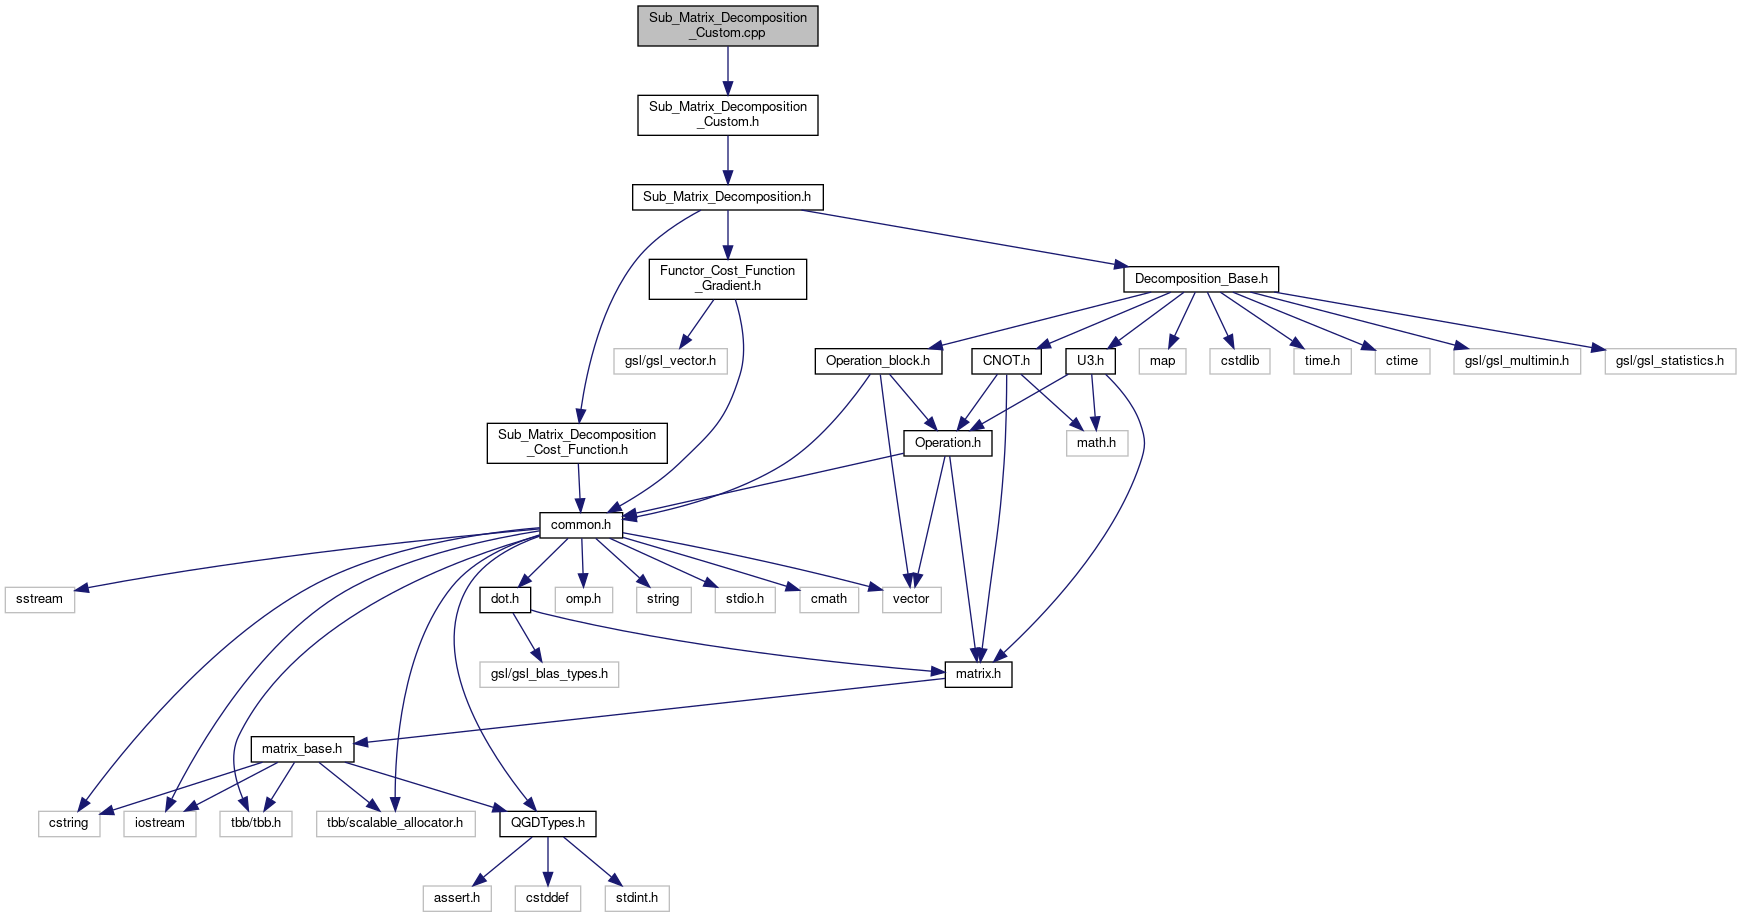 Sub_Matrix_Decomposition
_Custom.cpp
Sub_Matrix_Decomposition
_Custom.h
Sub_Matrix_Decomposition.h
Functor_Cost_Function
_Gradient.h
Decomposition_Base.h
gsl/gsl_vector.h
Operation_block.h
CNOT.h
U3.h
map
cstdlib
time.h
ctime
gsl/gsl_multimin.h
gsl/gsl_statistics.h
Sub_Matrix_Decomposition
_Cost_Function.h
Operation.h
math.h
common.h
sstream
dot.h
omp.h
string
stdio.h
cmath
vector
gsl/gsl_blas_types.h
matrix.h
matrix_base.h
cstring
iostream
tbb/tbb.h
tbb/scalable_allocator.h
QGDTypes.h
assert.h
cstddef
stdint.h